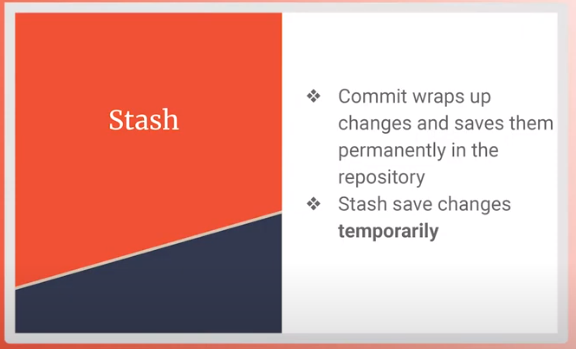 Stash
❖ Commit wraps up
changes and saves them
permanently in the
repository
❖ Stash save changes
temporarily